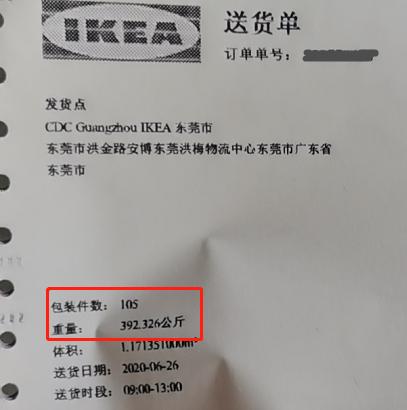 IKEA
送货单
订单单号：
发货点
CDC Guangzhou IKEA 东莞市
东莞市洪金路安博东莞洪梅物流中心东莞市广东省
东莞市
包装件数： 105
重量： 392.326公斤
体积： 1.171351000m³
送货日期： 2020-06-26
送货时段： 09:00-13:00